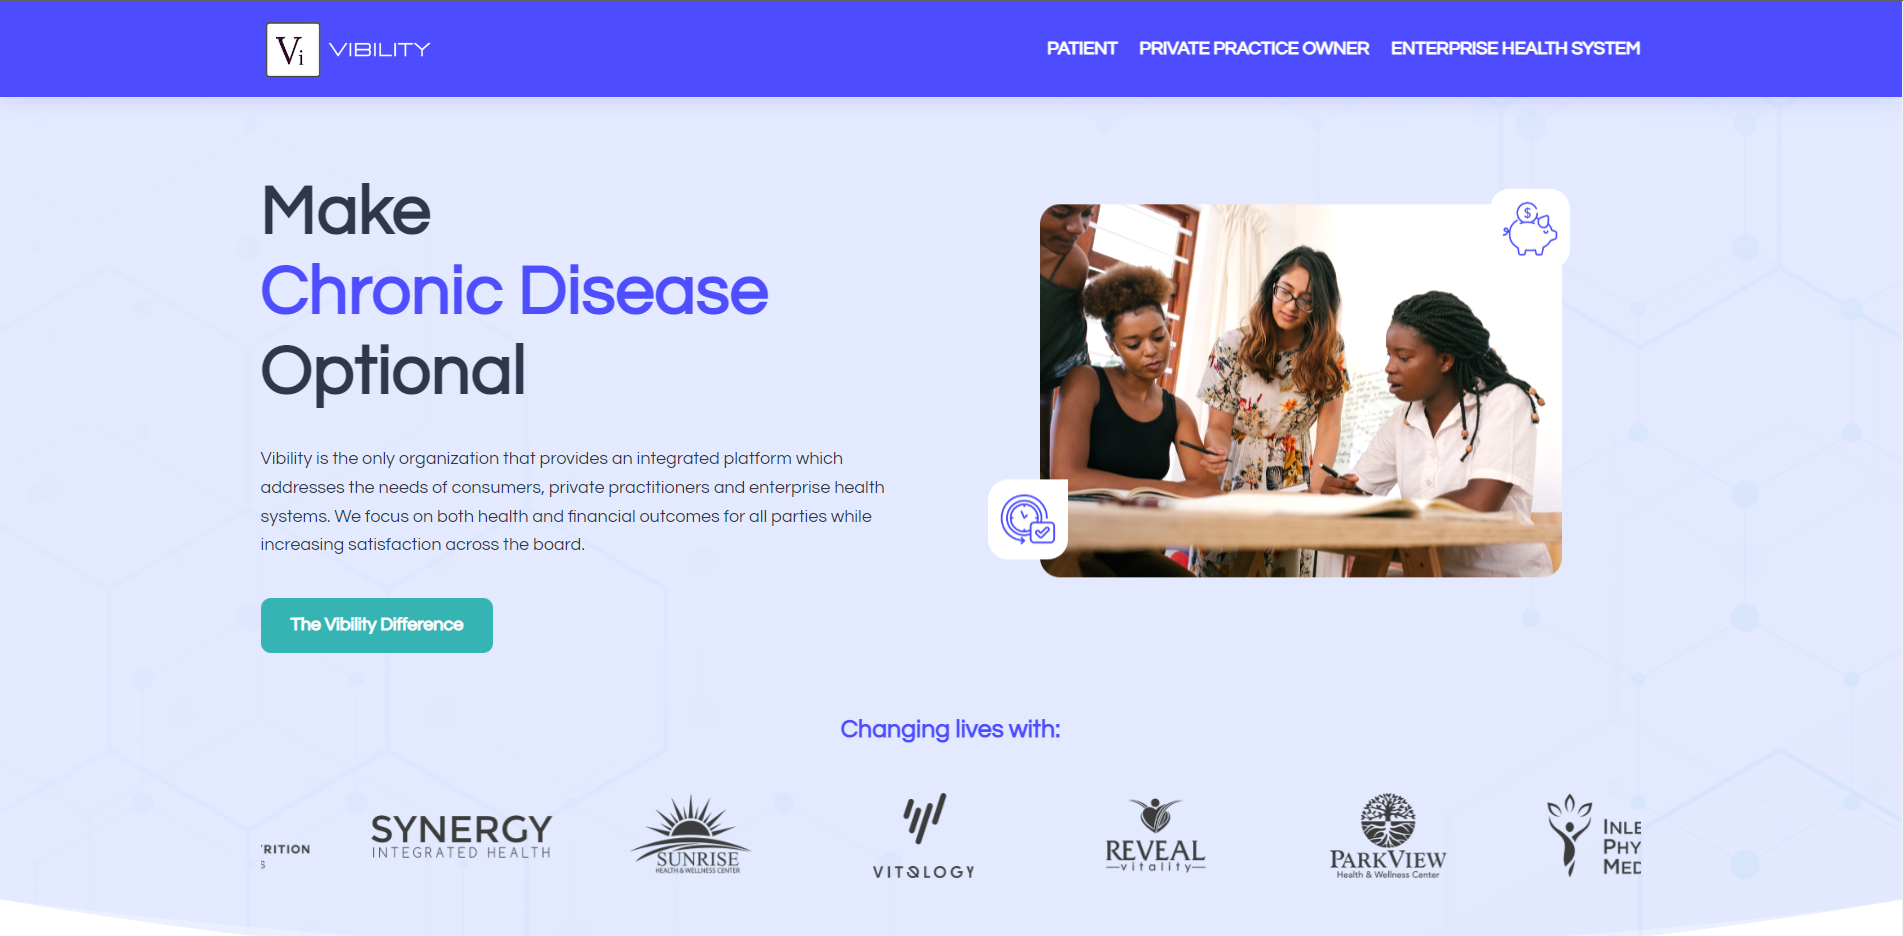 Vi VIBILITY
PATIENT PRIVATE PRACTICE OWNER ENTERPRISE HEALTH SYSTEM
Make
Chronic Disease
Optional
Vibility is the only organization that provides an integrated platform which
addresses the needs of consumers, private practitioners and enterprise health
systems. We focus on both health and financial outcomes for all parties while
increasing satisfaction across the board.
The Vibility Difference
$
Changing lives with:
RITION
S
SYNERGY
INTEGRATED HEALTH
SUNRISE
HEALTH & WELLNESS CENTER
VITOLOGY
REVEAL
vitality
PARKVIEW
Health & Wellness Center
INLE
PHY
MED